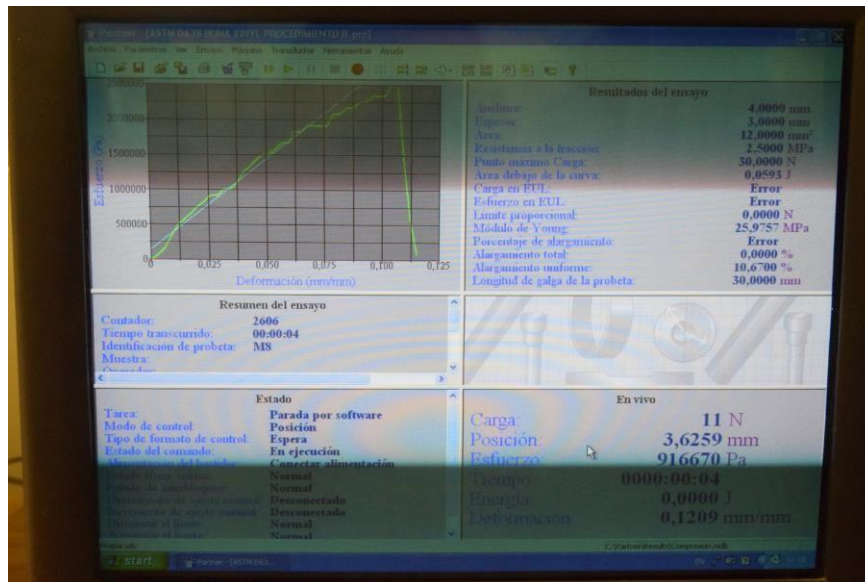 Partner - [ASTM D638 BUNA VINYL PROCEDIMIENTO B.prc]
Archivo Parámetros Ver Ensayo Máquina Transductor Herramientas Ayuda
2500000
2000000
1500000
1000000
500000
0
Esfuerzo (Pa)
0 0,025 0,050 0,075 0,100 0,125
Deformación (mm/mm)
Resultados del ensayo
Anchura: 4,0000 mm
Espesor: 3,0000 mm
Área: 12,0000 mm²
Resistencia a la tracción: 2,5000 MPa
Punto máximo Carga: 30,0000 N
Área debajo de la curva: 0,0593 J
Carga en EUL: Error
Esfuerzo en EUL: Error
Límite proporcional: 0,0000 N
Módulo de Young: 25,9757 MPa
Porcentaje de alargamiento: Error
Alargamiento total: 0,0000 %
Alargamiento uniforme: 10,6700 %
Longitud de galga de la probeta: 30,0000 mm
Resumen del ensayo
Contador: 2606
Tiempo transcurrido: 00:00:04
Identificación de probeta: M8
Muestra:
Operador:
Estado
Tarea: Parada por software
Modo de control: Posición
Tipo de formato de control: Espera
Estado del comando: En ejecución
Alimentación del bastidor: Conectar alimentación
Normal
Normal
Desconectado
Desconectado
Normal
Normal
En vivo
Carga: 11 N
Posición: 3,6259 mm
Esfuerzo: 916670 Pa
Tiempo: 0000:00:04
Energía: 0,0000 J
Deformación: 0,1209 mm/mm
Preparado
start
Partner - [ASTM D63...
EN